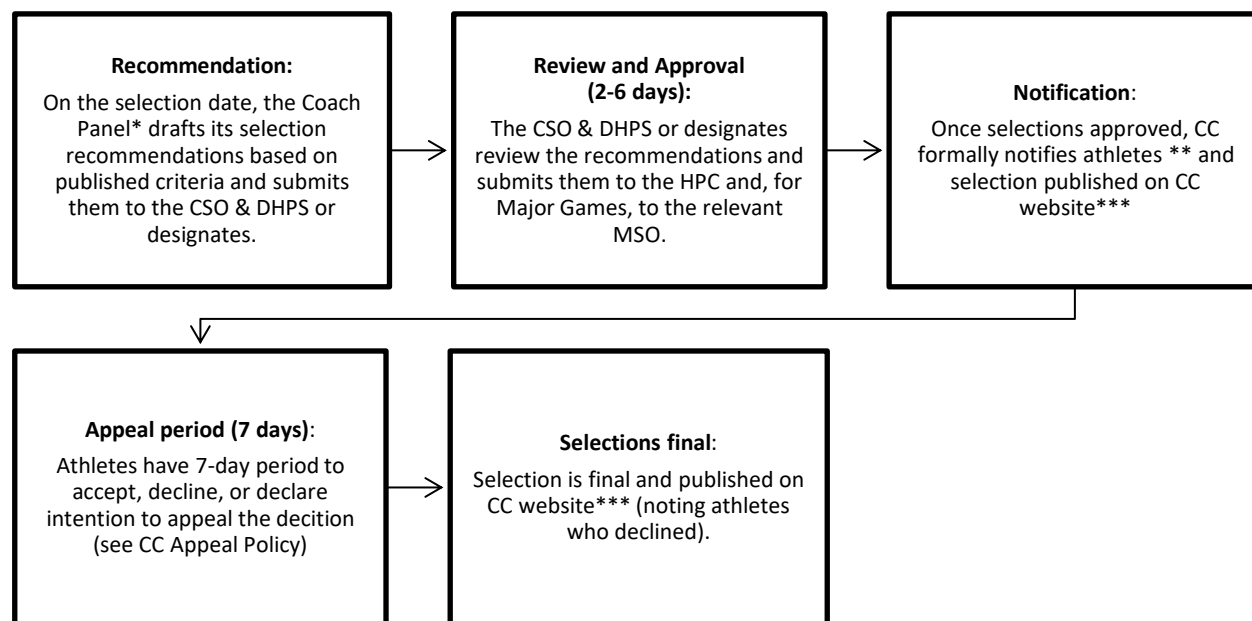 Recommendation:
On the selection date, the Coach
Panel* drafts its selection
recommendations based on
published criteria and submits
them to the CSO & DHPS or
designates.
Review and Approval
(2-6 days):
The CSO & DHPS or designates
review the recommendations and
submits them to the HPC and, for
Major Games, to the relevant
MSO.
Notification:
Once selections approved, CC
formally notifies athletes ** and
selection published on CC
website***
Appeal period (7 days):
Athletes have 7-day period to
accept, decline, or declare
intention to appeal the decition
(see CC Appeal Policy)
Selections final:
Selection is final and published on
CC website*** (noting athletes
who declined).